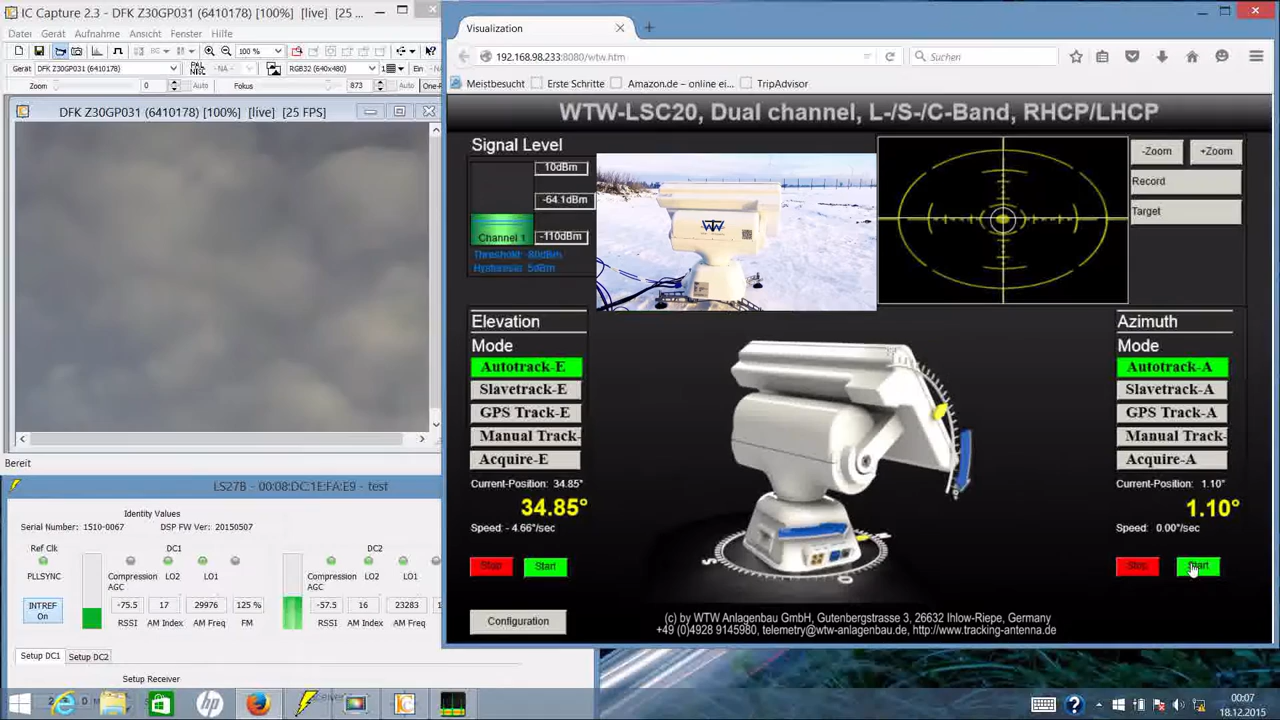 IC Capture 2.3 - DFK Z30GP031 (6410178) [100%] [live] [25 ...
Datei Gerät Aufnahme Ansicht Fenster Hilfe
100 %
Gerät DFK Z30GP031 (6410178) PAL NTSC - NA - RGB32 (640x480)
Zoom 0 Auto Fokus 873 Auto One-P
DFK Z30GP031 (6410178) [100%] [live] [25 FPS]
Bereit
LS27B - 00:08:DC:1E:FA:E9 - test
Identity Values
Serial Number: 1510-0067 DSP FW Ver: 20150507
Ref Clk DC1 DC2
PLLSYNC Compression LO2 LO1 Compression LO2 LO1
AGC AGC
INTREF On -75.5 17 29976 125 % -57.5 16 23283
RSSI AM Index AM Freq FM RSSI AM Index AM Freq
Setup DC1 Setup DC2
Setup Receiver
Visualization
192.168.98.233:8080/wtw.htm Suchen
Meistbesucht Erste Schritte Amazon.de – online ei... TripAdvisor
WTW-LSC20, Dual channel, L-/S-/C-Band, RHCP/LHCP
Signal Level
10dBm
-64.1dBm
Channel 1 -110dBm
Threshold: -80dBm
Hysterese: 5dBm
-Zoom +Zoom
Record
Target
Elevation
Mode
Autotrack-E
Slavetrack-E
GPS Track-E
Manual Track-
Acquire-E
Current-Position: 34.85°
34.85°
Speed: - 4.66°/sec
Stop Start
Configuration
Azimuth
Mode
Autotrack-A
Slavetrack-A
GPS Track-A
Manual Track-
Acquire-A
Current-Position: 1.10°
1.10°
Speed: 0.00°/sec
Stop Start
S O
(c) by WTW Anlagenbau GmbH, Gutenbergstrasse 3, 26632 Ihlow-Riepe, Germany
+49 (0)4928 9145980, telemetry@wtw-anlagenbau.de, http://www.tracking-antenna.de
00:07
18.12.2015